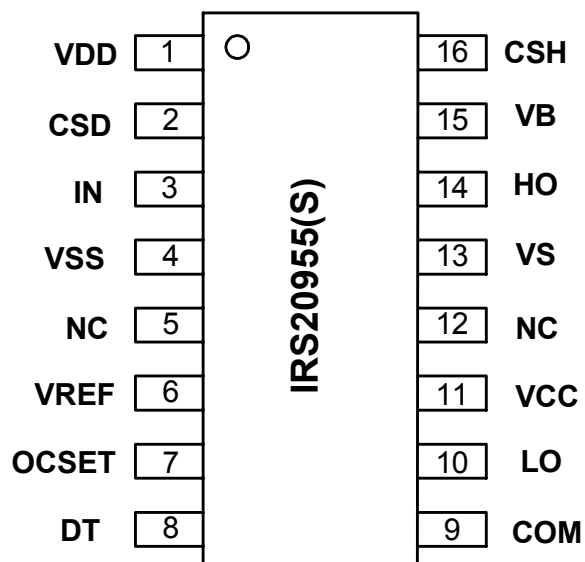 VDD 1 16 CSH
CSD 2 15 VB
IN 3 14 HO
VSS 4 13 VS
NC 5 12 NC
VREF 6 11 VCC
OCSET 7 10 LO
DT 8 9 COM
IRS20955(S)